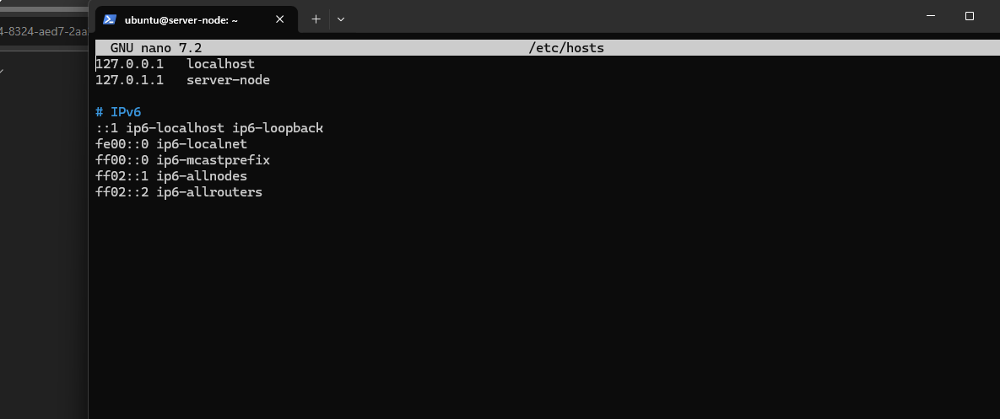 4-8324-aed7-2aa
ubuntu@server-node: ~
GNU nano 7.2 /etc/hosts
127.0.0.1 localhost
127.0.1.1 server-node
# IPv6
::1 ip6-localhost ip6-loopback
fe00::0 ip6-localnet
ff00::0 ip6-mcastprefix
ff02::1 ip6-allnodes
ff02::2 ip6-allrouters